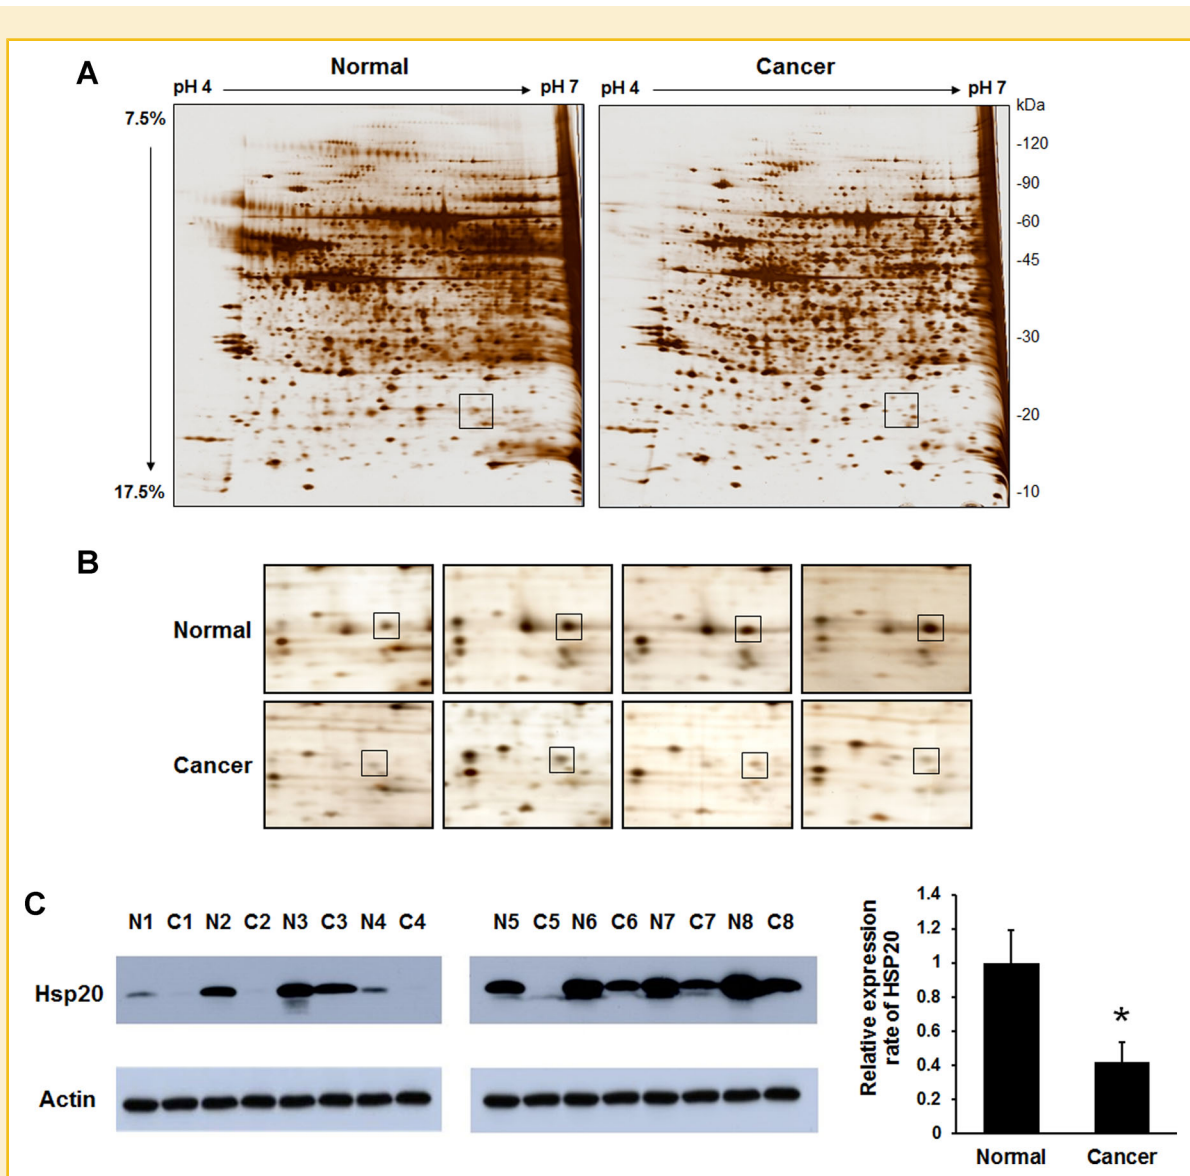 A
Normal
Cancer
pH 4
pH 7
pH 4
pH 7
kDa
7.5%
17.5%
-120
-90
-60
-45
-30
-20
-10
B
Normal
Cancer
C
N1 C1 N2 C2 N3 C3 N4 C4
N5 C5 N6 C6 N7 C7 N8 C8
Hsp20
Actin
Relative expression
rate of HSP20
1.4
1.2
1
0.8
0.6
0.4
0.2
0
*
Normal
Cancer